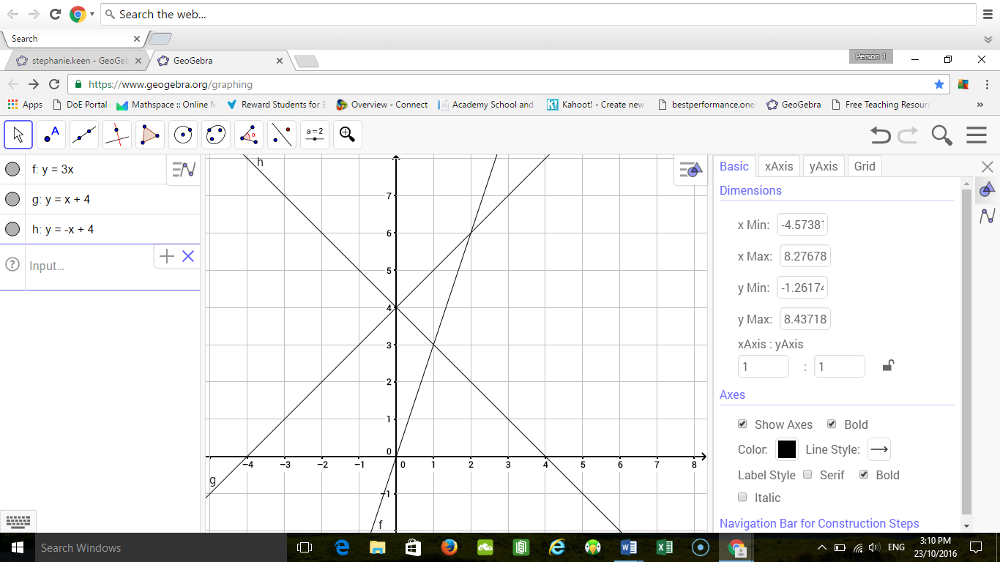 Search the web...
Search
stephanie.keen - GeoGeb
GeoGebra
Person 1
https://www.geogebra.org/graphing
Apps DoE Portal Mathspace :: Online M Reward Students for B Overview - Connect Academy School and Kahoot! - Create new bestperformance.one GeoGebra Free Teaching Resourc »
A
α
a=2
f: y = 3x
g: y = x + 4
h: y = -x + 4
Input...
h
7
6
5
4
3
2
1
0
−4 −3 −2 −1 0 1 2 3 4 5 6 7 8
g
−1
f
Basic xAxis yAxis Grid
Dimensions
x Min: -4.57381
x Max: 8.27678
y Min: -1.26174
y Max: 8.43718
xAxis : yAxis
1 : 1
Axes
Show Axes Bold
Color: Line Style:
Label Style Serif Bold
Italic
Navigation Bar for Construction Steps
Search Windows
ENG
3:10 PM
23/10/2016